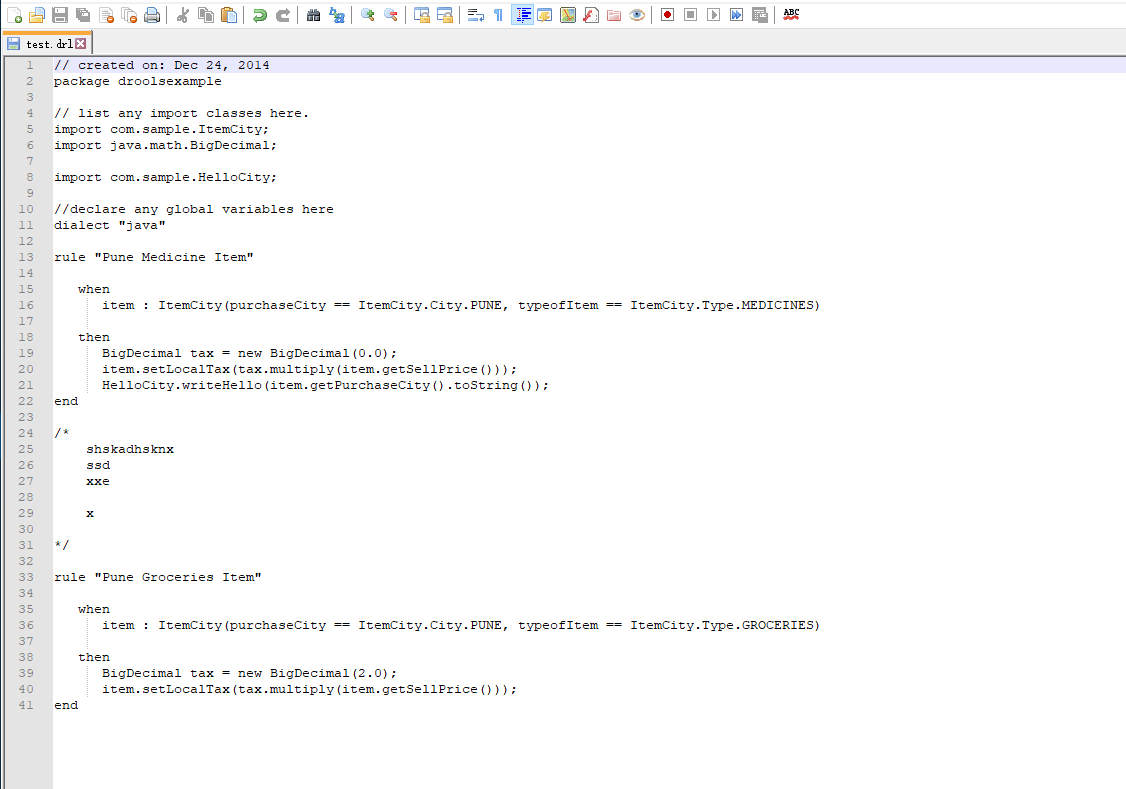 ABC
test.drl
1 // created on: Dec 24, 2014
2 package droolsexample
3
4 // list any import classes here.
5 import com.sample.ItemCity;
6 import java.math.BigDecimal;
7
8 import com.sample.HelloCity;
9
10 //declare any global variables here
11 dialect "java"
12
13 rule "Pune Medicine Item"
14
15 when
16 item : ItemCity(purchaseCity == ItemCity.City.PUNE, typeofItem == ItemCity.Type.MEDICINES)
17
18 then
19 BigDecimal tax = new BigDecimal(0.0);
20 item.setLocalTax(tax.multiply(item.getSellPrice()));
21 HelloCity.writeHello(item.getPurchaseCity().toString());
22 end
23
24 /*
25 shskadhsknx
26 ssd
27 xxe
28
29 x
30
31 */
32
33 rule "Pune Groceries Item"
34
35 when
36 item : ItemCity(purchaseCity == ItemCity.City.PUNE, typeofItem == ItemCity.Type.GROCERIES)
37
38 then
39 BigDecimal tax = new BigDecimal(2.0);
40 item.setLocalTax(tax.multiply(item.getSellPrice()));
41 end